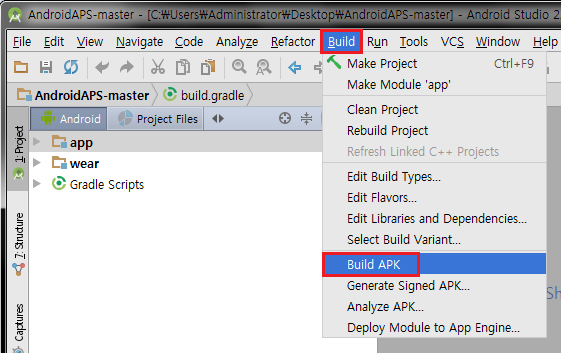 AndroidAPS-master - [C:₩Users₩Administrator₩Desktop₩AndroidAPS-master] - Android Studio 2
File Edit View Navigate Code Analyze Refactor Build Run Tools VCS Window Help
AndroidAPS-master build.gradle
Android Project Files
app
wear
Gradle Scripts
1: Project
7: Structure
Captures
Make Project Ctrl+F9
Make Module 'app'
Clean Project
Rebuild Project
Refresh Linked C++ Projects
Edit Build Types...
Edit Flavors...
Edit Libraries and Dependencies...
Select Build Variant...
Build APK
Generate Signed APK...
Analyze APK...
Deploy Module to App Engine...
Sh